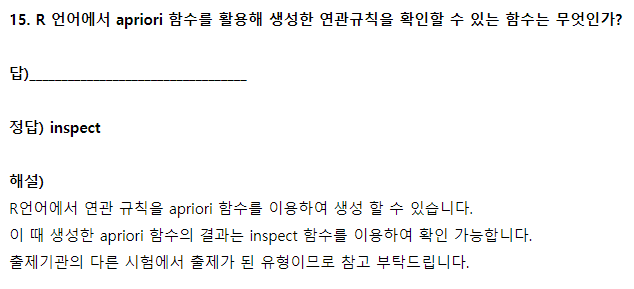 15. R 언어에서 apriori 함수를 활용해 생성한 연관규칙을 확인할 수 있는 함수는 무엇인가?
답)_______________________________
정답) inspect
해설)
R언어에서 연관 규칙을 apriori 함수를 이용하여 생성 할 수 있습니다.
이 때 생성한 apriori 함수의 결과는 inspect 함수를 이용하여 확인 가능합니다.
출제기관의 다른 시험에서 출제가 된 유형이므로 참고 부탁드립니다.